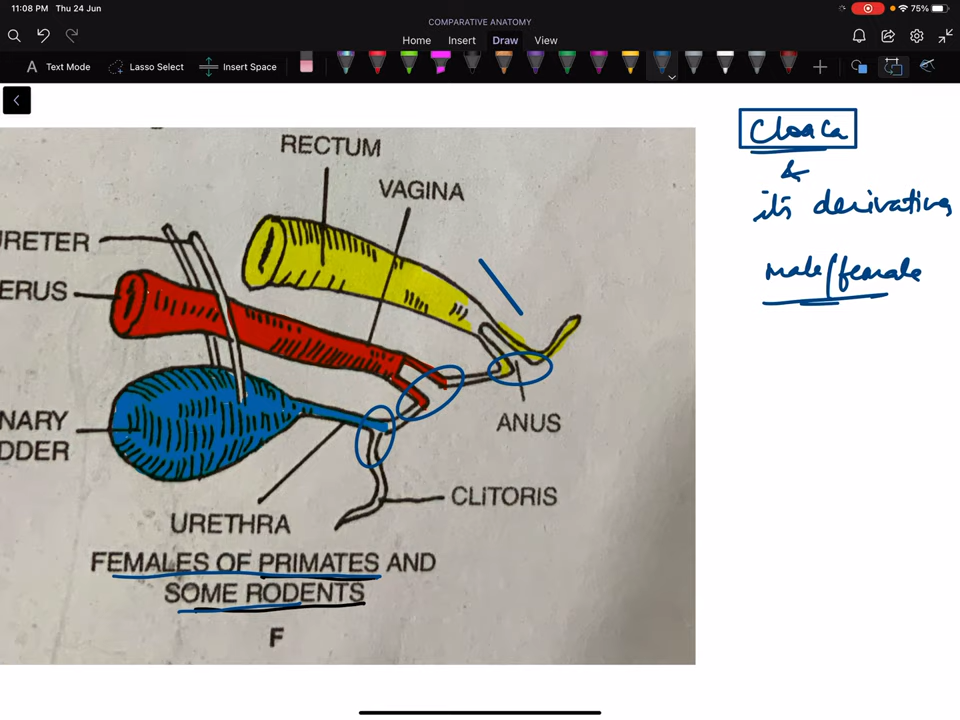 11:08 PM Thu 24 Jun
75%
COMPARATIVE ANATOMY
Home Insert Draw View
Text Mode Lasso Select Insert Space
Cloaca
&
its derivatives
male/female
RECTUM
VAGINA
URETER
ERUS
NARY
DDER
ANUS
CLITORIS
URETHRA
FEMALES OF PRIMATES AND
SOME RODENTS
F